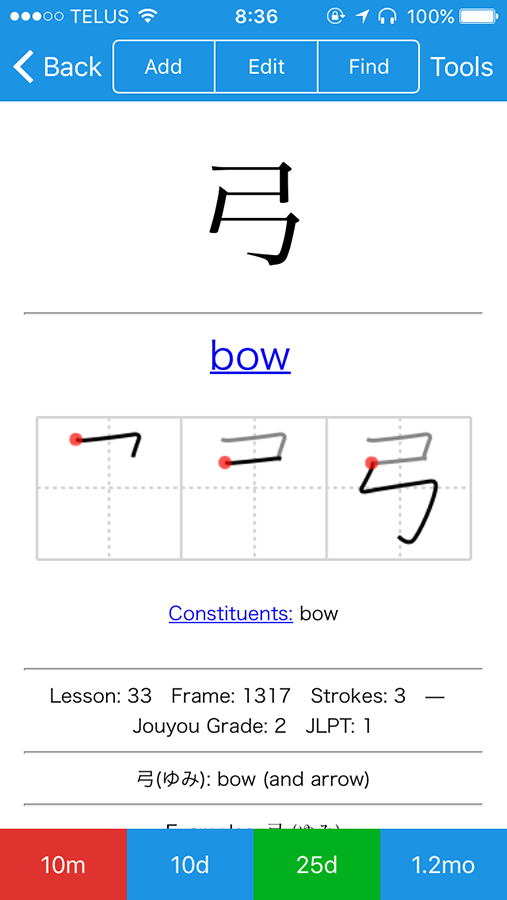 TELUS 8:36 100%
Back Add Edit Find Tools
弓
bow
Constituents: bow
Lesson: 33 Frame: 1317 Strokes: 3 —
Jouyou Grade: 2 JLPT: 1
弓(ゆみ): bow (and arrow)
10m 10d 25d 1.2mo